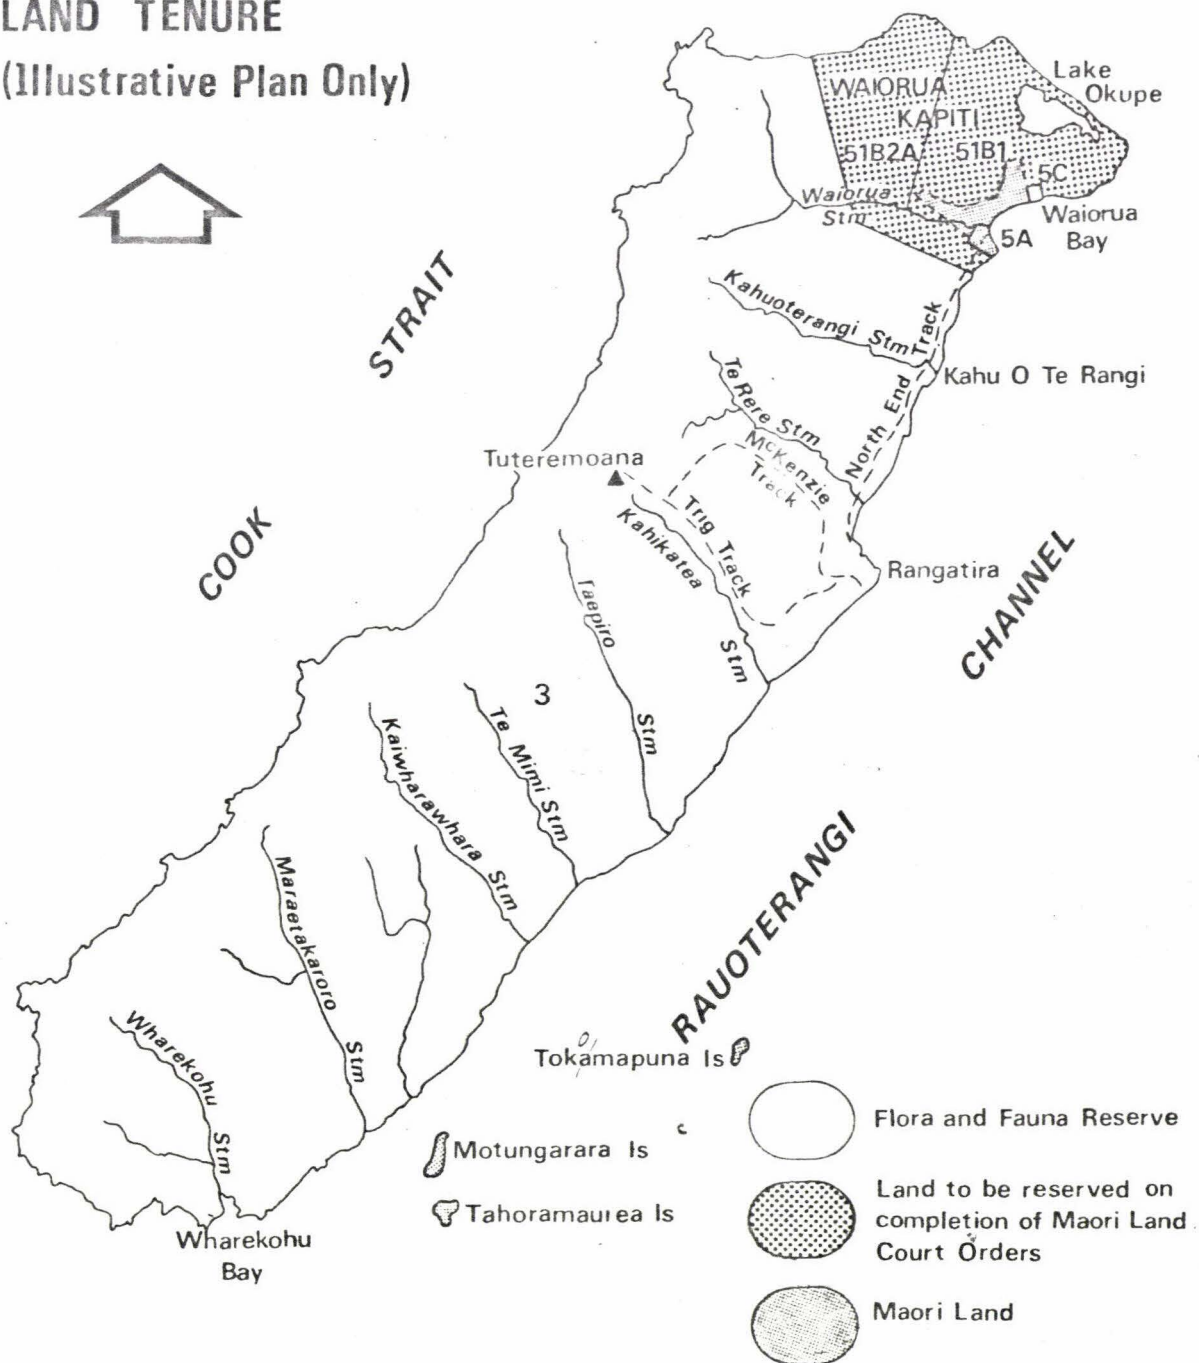 LAND TENURE
(Illustrative Plan Only)
WAIORUA
KAPITI
51B2A
51B1
Lake
Okupe
5C
Waiorua
Stm
Waiorua
Bay
5A
STRAIT
COOK
Kahuoterangi Stm
North End Track
Kahu O Te Rangi
Te Rere Stm
McKenzie
Track
Tuteremoana
Trig Track
Kahikatea
Stm
Rangatira
CHANNEL
RAUOTERANGI
Taepiro
Stm
3
Te Mimi Stm
Kaiwharawhara Stm
Maraetakaroro
Stm
Wharekohu
Stm
Wharekohu
Bay
Tokamapuna Is
Motungarara Is
Tahoramaurea Is
Flora and Fauna Reserve
Land to be reserved on
completion of Maori Land
Court Orders
Maori Land